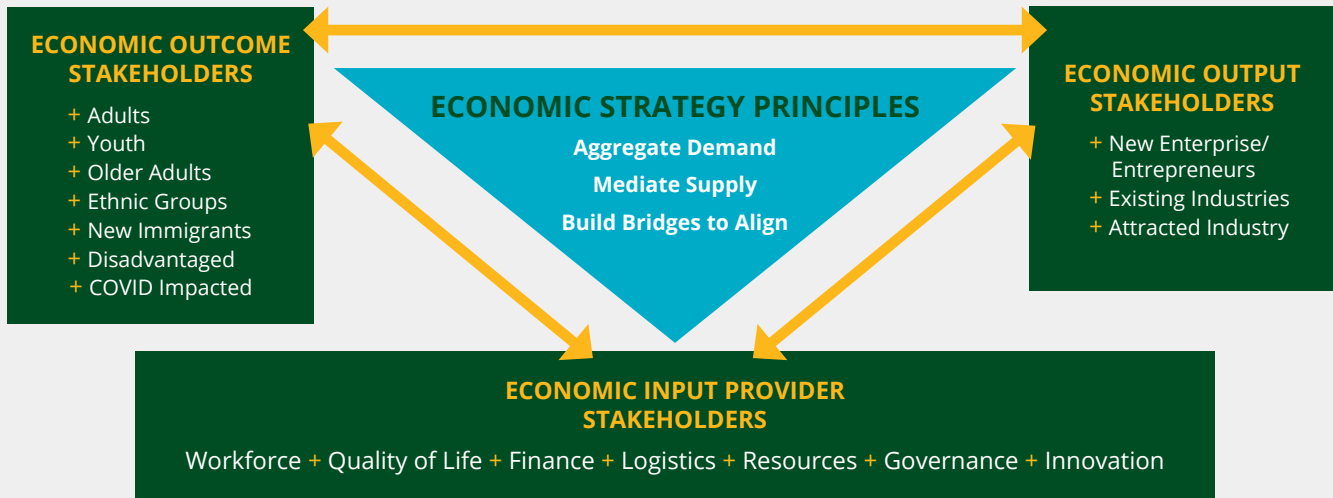 ECONOMIC OUTCOME
STAKEHOLDERS
+ Adults
+ Youth
+ Older Adults
+ Ethnic Groups
+ New Immigrants
+ Disadvantaged
+ COVID Impacted
ECONOMIC STRATEGY PRINCIPLES
Aggregate Demand
Mediate Supply
Build Bridges to Align
ECONOMIC OUTPUT
STAKEHOLDERS
+ New Enterprise/
Entrepreneurs
+ Existing Industries
+ Attracted Industry
ECONOMIC INPUT PROVIDER
STAKEHOLDERS
Workforce + Quality of Life + Finance + Logistics + Resources + Governance + Innovation